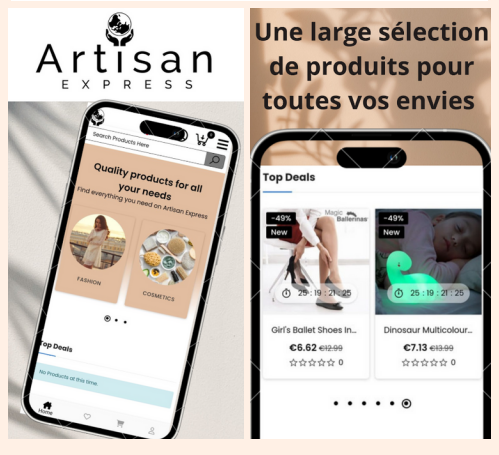 Artisan
EXPRESS
Search Products Here
Quality products for all
your needs
Find everything you need on Artisan Express
FASHION
COSMETICS
Top Deals
No Products at this time.
Home
Une large sélection
de produits pour
toutes vos envies
Top Deals
-49%
New
Magic
Ballerinas
25 : 19 : 21 : 25
Girl's Ballet Shoes In...
€6.62 €12.99
0
-49%
New
25 : 19 : 21 : 25
Dinosaur Multicolour...
€7.13 €13.99
0